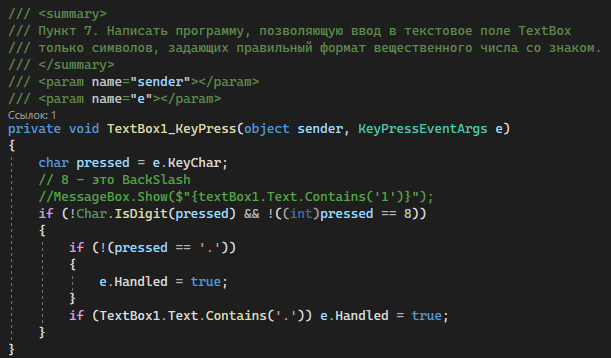 /// <summary>
/// Пункт 7. Написать программу, позволяющую ввод в текстовое поле TextBox
/// только символов, задающих правильный формат вещественного числа со знаком.
/// </summary>
/// <param name="sender"></param>
/// <param name="e"></param>
Ссылок: 1
private void TextBox1_KeyPress(object sender, KeyPressEventArgs e)
{
    char pressed = e.KeyChar;
    // 8 - это BackSlash
    //MessageBox.Show($"{textBox1.Text.Contains('1')}");
    if (!Char.IsDigit(pressed) && !((int)pressed == 8))
    {
        if (!(pressed == '.'))
        {
            e.Handled = true;
        }
        if (TextBox1.Text.Contains('.')) e.Handled = true;
    }
}